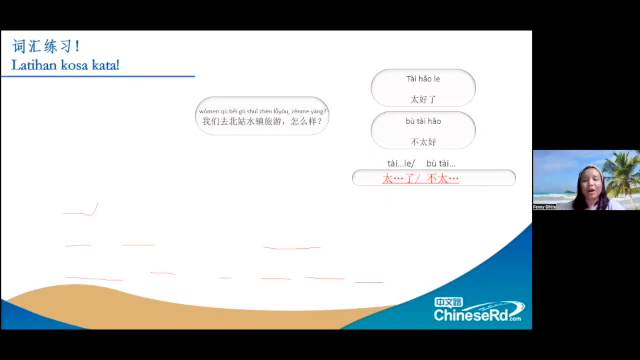 词汇练习!
Latihan kosa kata!
wǒmen qù běi gū shuǐ zhèn lǚyóu, zěnme yàng?
我们去北站水镇旅游,怎么样?
Tài hǎo le
太好了
bù tài hǎo
不太好
tài…le/ bù tài…
太…了/ 不太…
中文路
ChineseRd.com